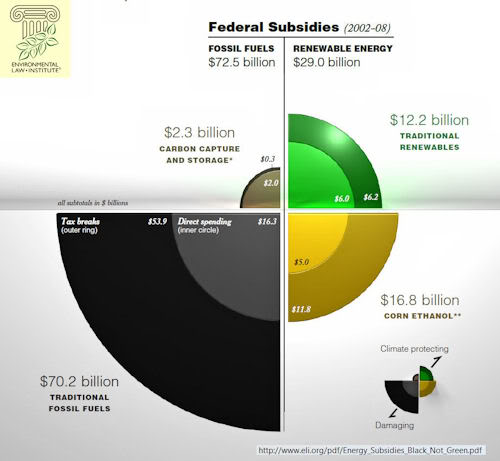 ENVIRONMENTAL
LAW • INSTITUTE®
Federal Subsidies (2002-08)
FOSSIL FUELS
$72.5 billion
RENEWABLE ENERGY
$29.0 billion
$2.3 billion
CARBON CAPTURE
AND STORAGE*
$0.3
$2.0
$12.2 billion
TRADITIONAL
RENEWABLES
$6.0
$6.2
all subtotals in $ billions
Tax breaks
(outer ring)
$53.9
Direct spending
(inner circle)
$16.3
$5.0
$11.8
$16.8 billion
CORN ETHANOL**
$70.2 billion
TRADITIONAL
FOSSIL FUELS
Climate protecting
Damaging
http://www.eli.org/pdf/Energy_Subsidies_Black_Not_Green.pdf